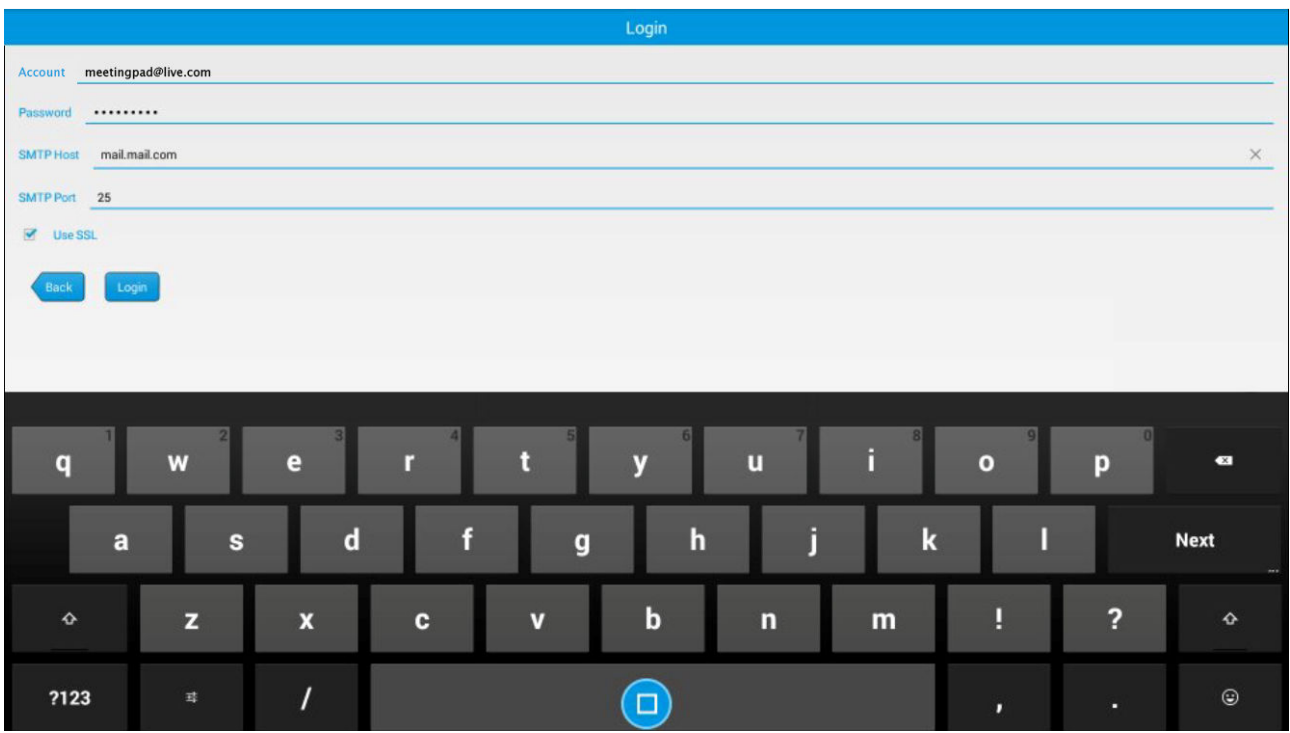 Login
Account meetingpad@live.com
Password •••••••••
SMTP Host mail.mail.com
SMTP Port 25
Use SSL
Back Login
q 1 w 2 e 3 r 4 t 5 y 6 u 7 i 8 o 9 p 0
a s d f g h j k l Next
z x c v b n m ! ?
?123 / , .